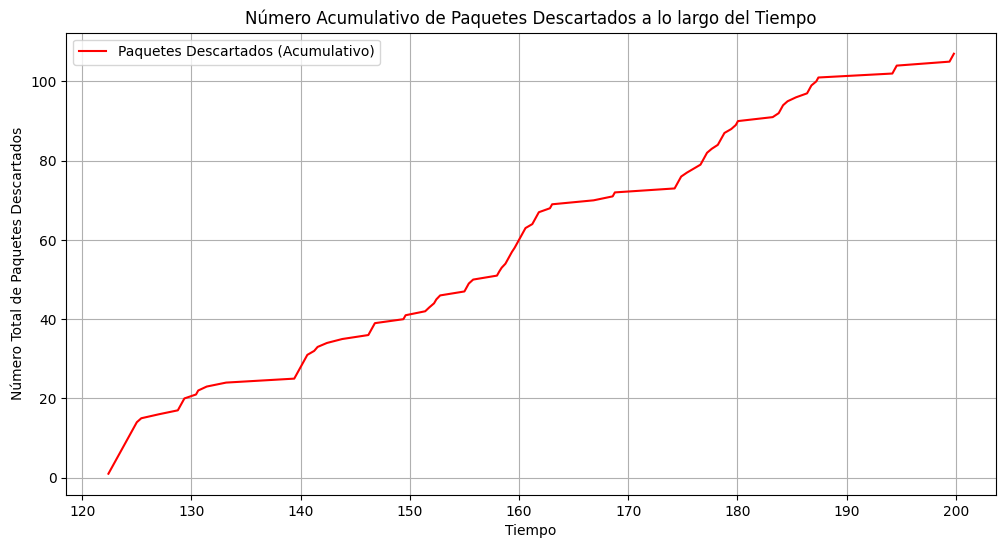 Número Acumulativo de Paquetes Descartados a lo largo del Tiempo
Paquetes Descartados (Acumulativo)
Número Total de Paquetes Descartados
100
80
60
40
20
0
120 130 140 150 160 170 180 190 200
Tiempo